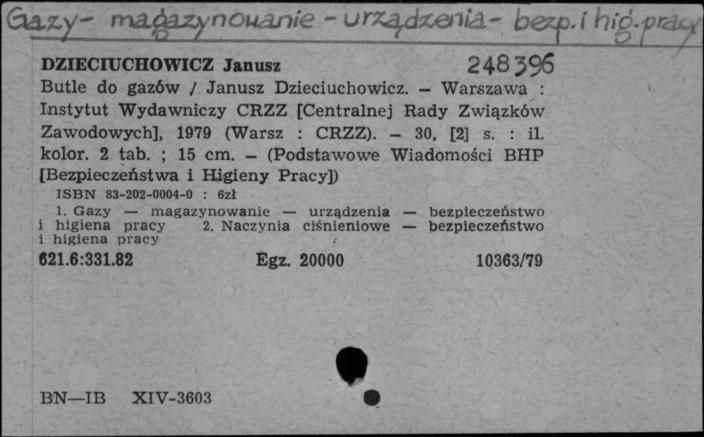 Gazy - magazynowanie - urządzenia - bezp. i hig. pracy
DZIECIUCHOWICZ Janusz 248396
Butle do gazów / Janusz Dzieciuchowicz. – Warszawa :
Instytut Wydawniczy CRZZ [Centralnej Rady Związków
Zawodowych], 1979 (Warsz : CRZZ). – 30, [2] s. : il.
kolor. 2 tab. ; 15 cm. – (Podstawowe Wiadomości BHP
[Bezpieczeństwa i Higieny Pracy])
ISBN 83-202-0004-0 : 6zł
1. Gazy — magazynowanie — urządzenia — bezpieczeństwo
i higiena pracy 2. Naczynia ciśnieniowe — bezpieczeństwo
i higiena pracy
621.6:331.82 Egz. 20000 10363/79
BN—IB XIV-3603